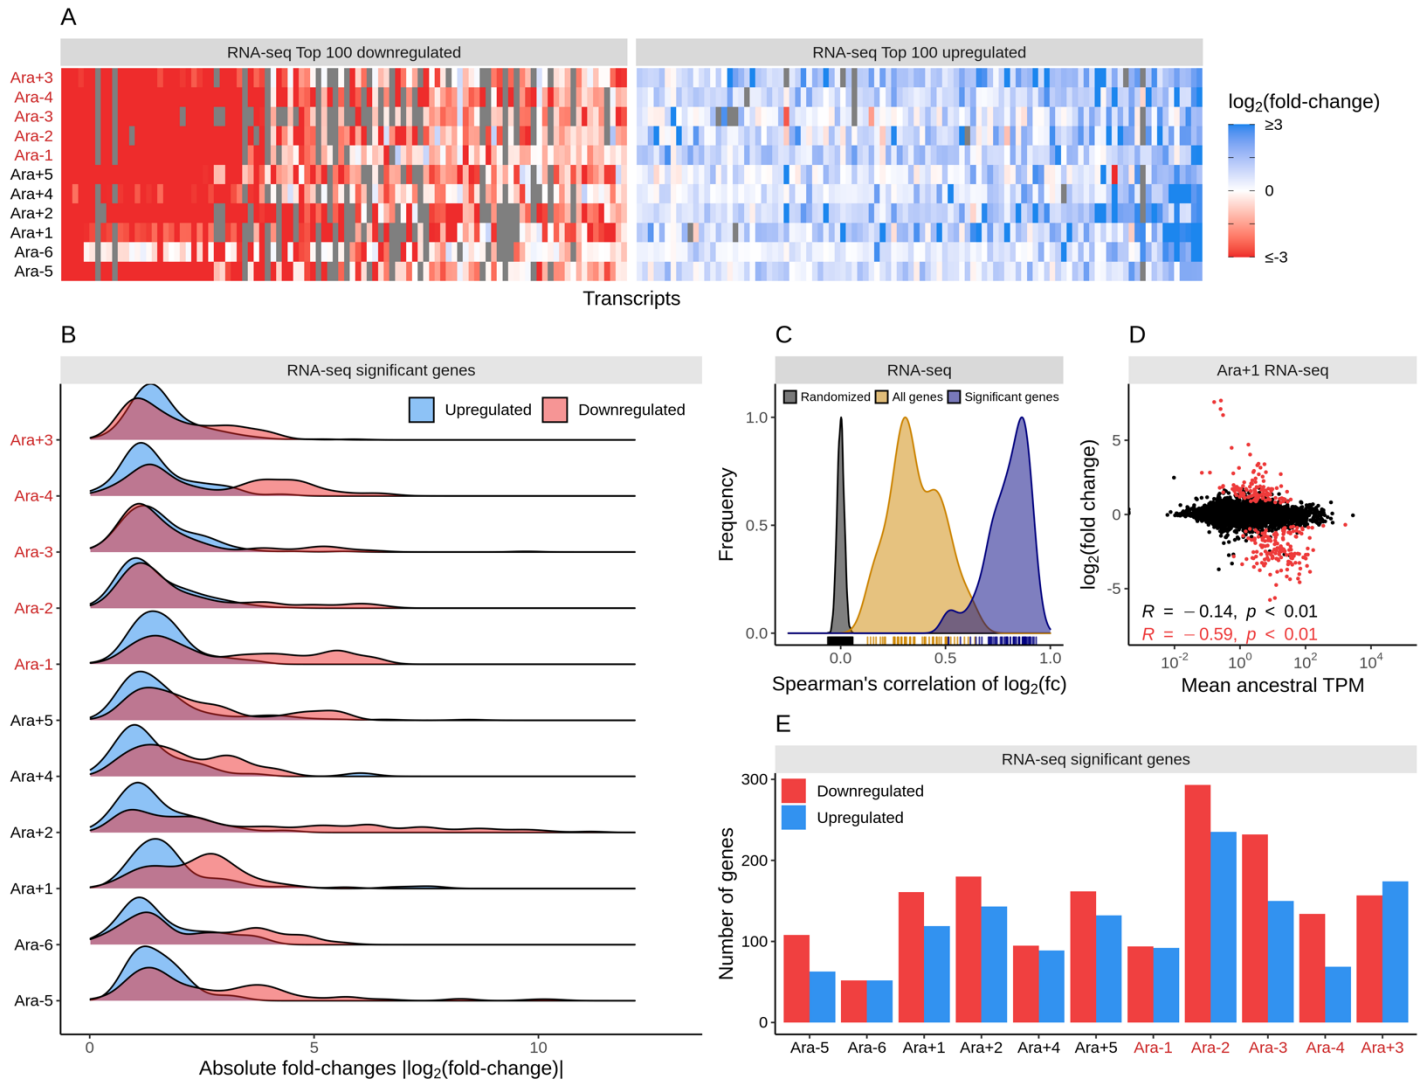 A
RNA-seq Top 100 downregulated
RNA-seq Top 100 upregulated
Ara+3
Ara-4
Ara-3
Ara-2
Ara-1
Ara+5
Ara+4
Ara+2
Ara+1
Ara-6
Ara-5
Transcripts
log₂(fold-change)
≥3
0
≤-3
B
RNA-seq significant genes
Upregulated
Downregulated
Ara+3
Ara-4
Ara-3
Ara-2
Ara-1
Ara+5
Ara+4
Ara+2
Ara+1
Ara-6
Ara-5
0 5 10
Absolute fold-changes |log₂(fold-change)|
C
RNA-seq
Randomized All genes Significant genes
Frequency
1.0
0.5
0.0
0.0 0.5 1.0
Spearman's correlation of log₂(fc)
D
Ara+1 RNA-seq
log₂(fold change)
5
0
-5
R = −0.14, p < 0.01
R = −0.59, p < 0.01
10⁻² 10⁰ 10² 10⁴
Mean ancestral TPM
E
RNA-seq significant genes
Downregulated
Upregulated
Number of genes
300
200
100
0
Ara-5 Ara-6 Ara+1 Ara+2 Ara+4 Ara+5 Ara-1 Ara-2 Ara-3 Ara-4 Ara+3